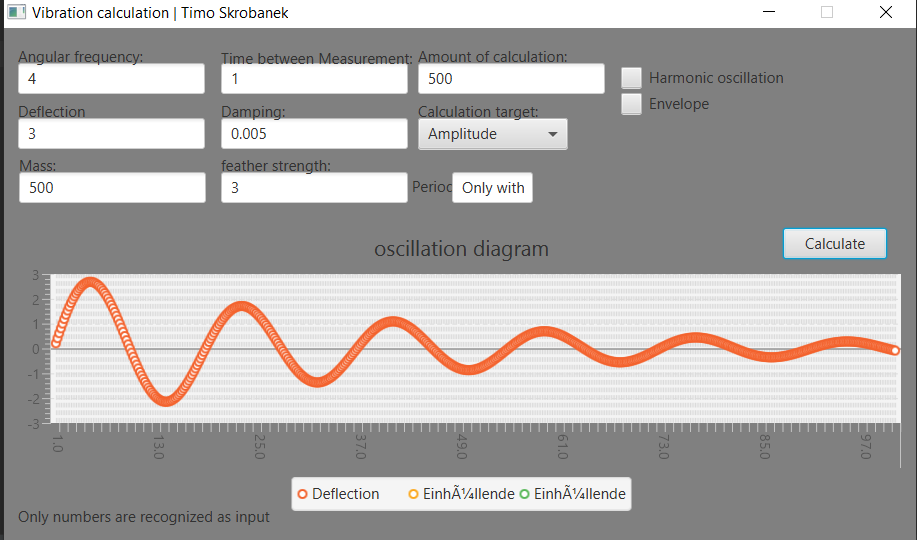 Vibration calculation | Timo Skrobanek
Angular frequency: Time between Measurement: Amount of calculation:
4 1 500
Harmonic oscillation
Envelope
Deflection Damping: Calculation target:
3 0.005 Amplitude
Mass: feather strength:
500 3 Period Only with
Calculate
oscillation diagram
3
2
1
0
-1
-2
-3
1.0 13.0 25.0 37.0 49.0 61.0 73.0 85.0 97.0
Deflection EinhÃ¼llende EinhÃ¼llende
Only numbers are recognized as input